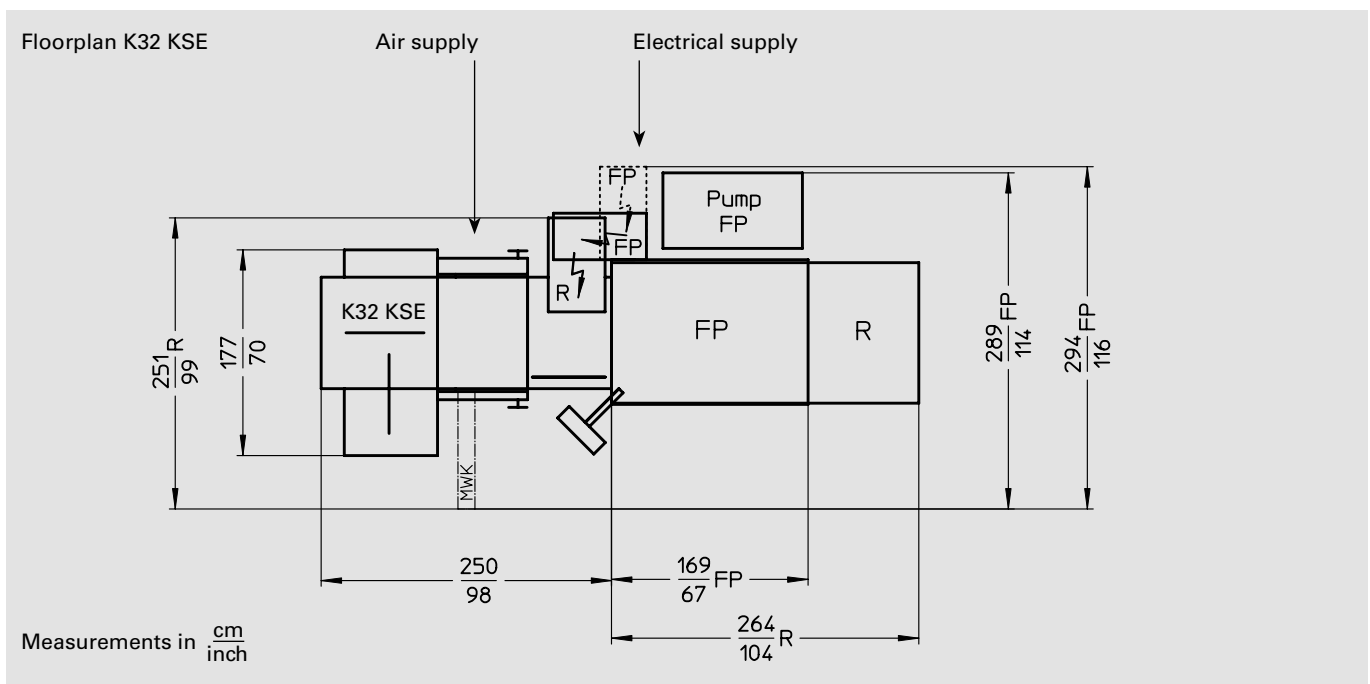 Floorplan K32 KSE
Air supply
Electrical supply
FP
Pump
FP
FP
R
K32 KSE
FP
R
251 R
99
177
70
289 FP
114
294 FP
116
MWK
250
98
169 FP
67
264 R
104
Measurements in cm
inch